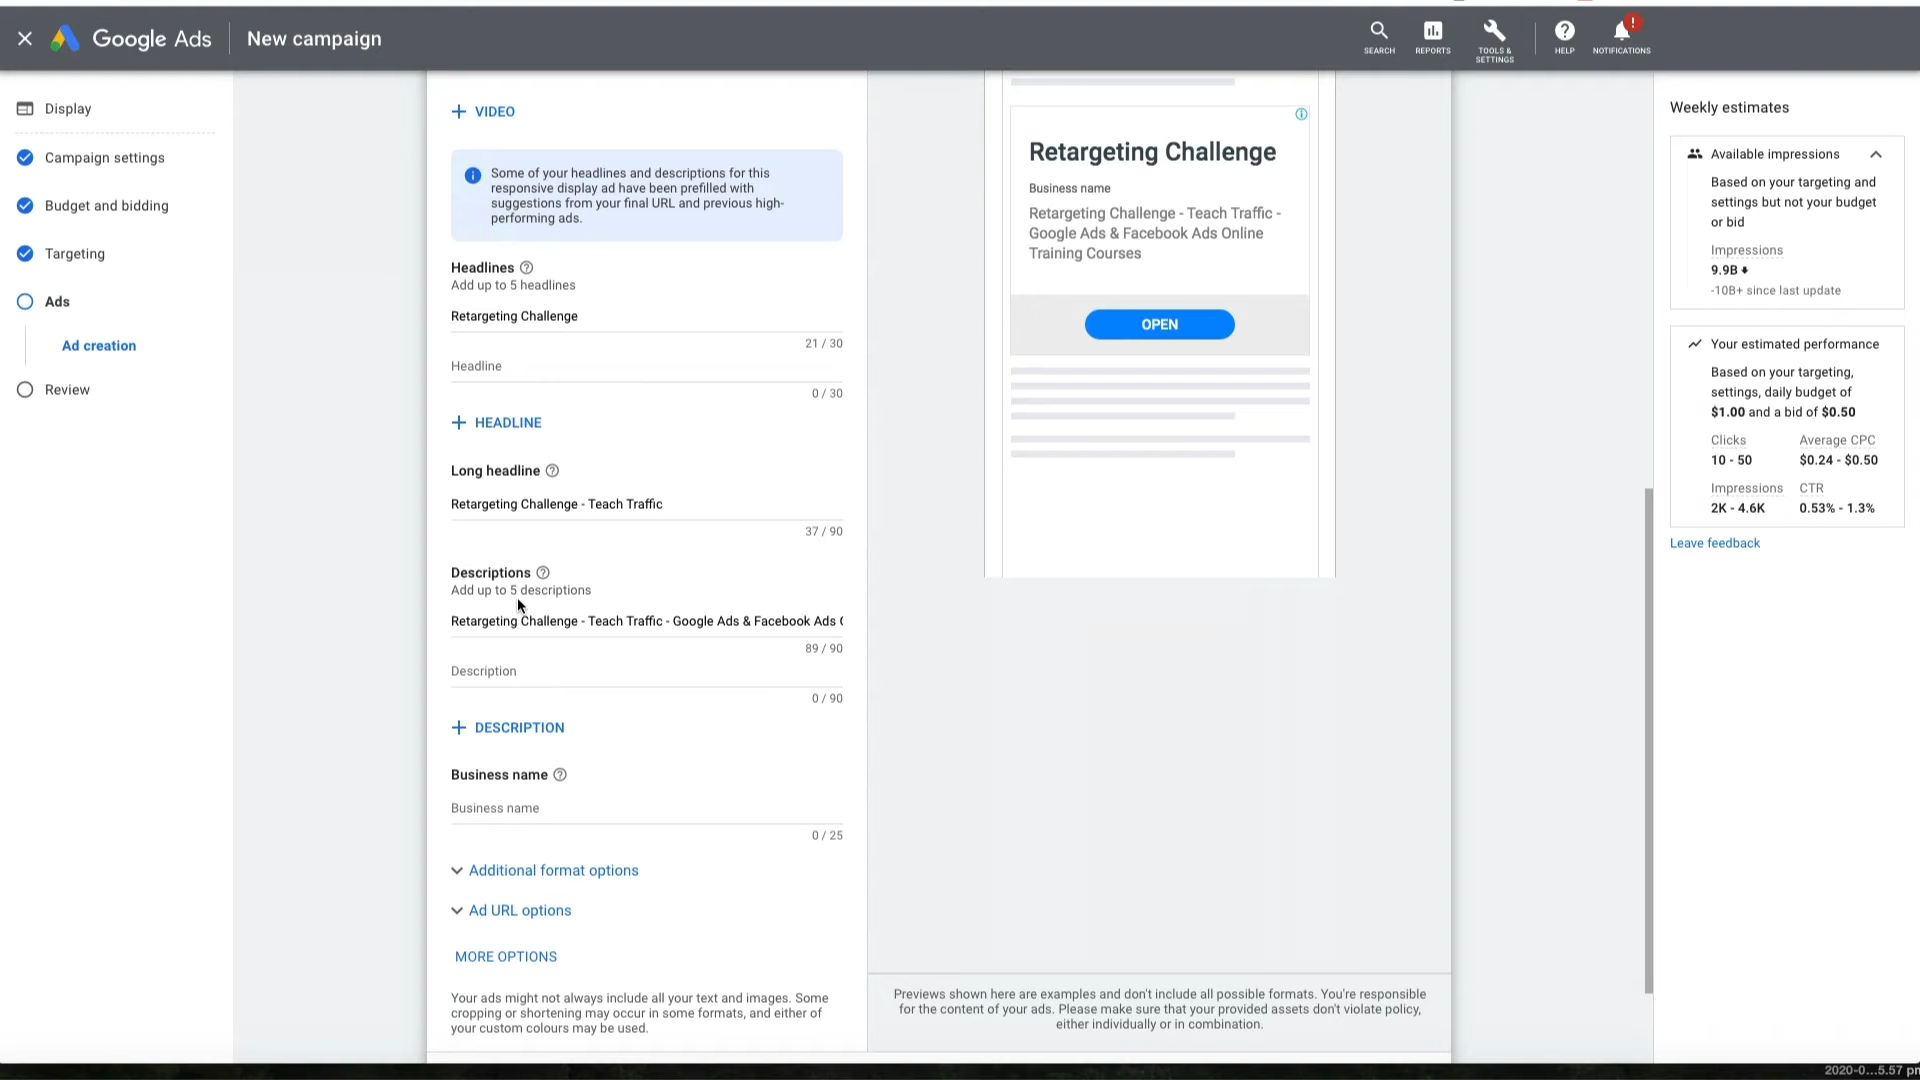 Google Ads
New campaign
SEARCH
REPORTS
TOOLS &
SETTINGS
HELP
!
NOTIFICATIONS
Display
Campaign settings
Budget and bidding
Targeting
Ads
Ad creation
Review
+ VIDEO
Some of your headlines and descriptions for this
responsive display ad have been prefilled with
suggestions from your final URL and previous high-
performing ads.
Headlines
Add up to 5 headlines
Retargeting Challenge
21 / 30
Headline
0 / 30
+ HEADLINE
Long headline
Retargeting Challenge - Teach Traffic
37 / 90
Descriptions
Add up to 5 descriptions
Retargeting Challenge - Teach Traffic - Google Ads & Facebook Ads
89 / 90
Description
0 / 90
+ DESCRIPTION
Business name
Business name
0 / 25
Additional format options
Ad URL options
MORE OPTIONS
Your ads might not always include all your text and images. Some
cropping or shortening may occur in some formats, and either of
your custom colours may be used.
Retargeting Challenge
Business name
Retargeting Challenge - Teach Traffic -
Google Ads & Facebook Ads Online
Training Courses
OPEN
Previews shown here are examples and don't include all possible formats. You're responsible
for the content of your ads. Please make sure that your provided assets don't violate policy,
either individually or in combination.
Weekly estimates
Available impressions
Based on your targeting and
settings but not your budget
or bid
Impressions
9.9B
-10B+ since last update
Your estimated performance
Based on your targeting,
settings, daily budget of
$1.00 and a bid of $0.50
Clicks Average CPC
10 - 50 $0.24 - $0.50
Impressions CTR
2K - 4.6K 0.53% - 1.3%
Leave feedback
2020-0...5.57 pm